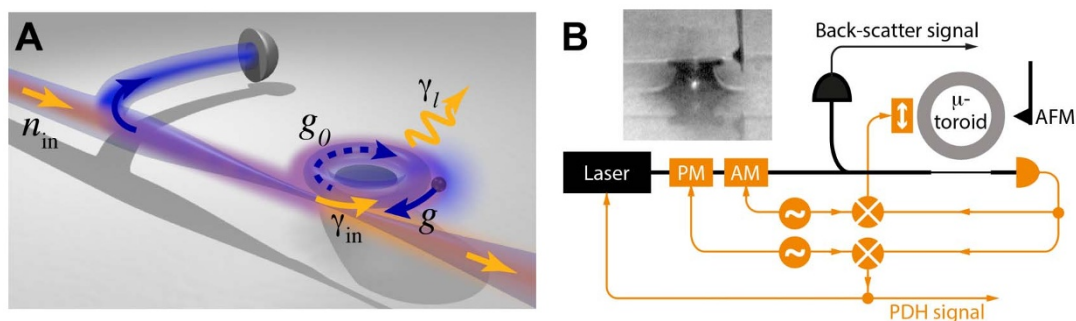 A
n_in
g_0
γ_l
γ_in
g
B
Back-scatter signal
μ-
toroid
AFM
Laser
PM
AM
~
~
PDH signal